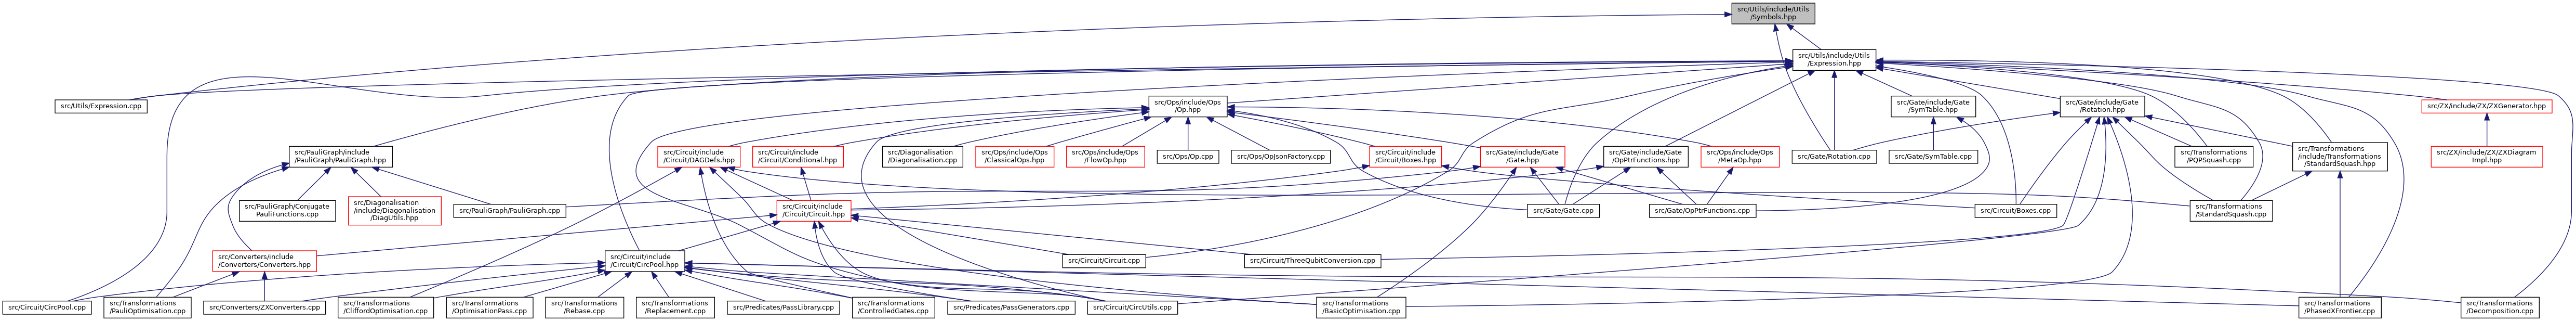 src/Utils/include/Utils
/Symbols.hpp
src/Utils/include/Utils
/Expression.hpp
src/Utils/Expression.cpp
src/Ops/include/Ops
/Op.hpp
src/Gate/include/Gate
/SymTable.hpp
src/Gate/include/Gate
/Rotation.hpp
src/ZX/include/ZX/ZXGenerator.hpp
src/PauliGraph/include
/PauliGraph/PauliGraph.hpp
src/Circuit/include
/Circuit/DAGDefs.hpp
src/Circuit/include
/Circuit/Conditional.hpp
src/Diagonalisation
/Diagonalisation.cpp
src/Ops/include/Ops
/ClassicalOps.hpp
src/Ops/include/Ops
/FlowOp.hpp
src/Ops/Op.cpp
src/Ops/OpJsonFactory.cpp
src/Circuit/include
/Circuit/Boxes.hpp
src/Gate/include/Gate
/Gate.hpp
src/Gate/include/Gate
/OpPtrFunctions.hpp
src/Ops/include/Ops
/MetaOp.hpp
src/Gate/Rotation.cpp
src/Gate/SymTable.cpp
src/Transformations
/PQPSquash.cpp
src/Transformations
/include/Transformations
/StandardSquash.hpp
src/ZX/include/ZX/ZXDiagram
Impl.hpp
src/PauliGraph/Conjugate
PauliFunctions.cpp
src/Diagonalisation
/include/Diagonalisation
/DiagUtils.hpp
src/PauliGraph/PauliGraph.cpp
src/Circuit/include
/Circuit/Circuit.hpp
src/Gate/Gate.cpp
src/Gate/OpPtrFunctions.cpp
src/Circuit/Boxes.cpp
src/Transformations
/StandardSquash.cpp
src/Converters/include
/Converters/Converters.hpp
src/Circuit/include
/Circuit/CircPool.hpp
src/Circuit/Circuit.cpp
src/Circuit/ThreeQubitConversion.cpp
src/Circuit/CircPool.cpp
src/Transformations
/PauliOptimisation.cpp
src/Converters/ZXConverters.cpp
src/Transformations
/CliffordOptimisation.cpp
src/Transformations
/OptimisationPass.cpp
src/Transformations
/Rebase.cpp
src/Transformations
/Replacement.cpp
src/Predicates/PassLibrary.cpp
src/Transformations
/ControlledGates.cpp
src/Predicates/PassGenerators.cpp
src/Circuit/CircUtils.cpp
src/Transformations
/BasicOptimisation.cpp
src/Transformations
/PhasedXFrontier.cpp
src/Transformations
/Decomposition.cpp